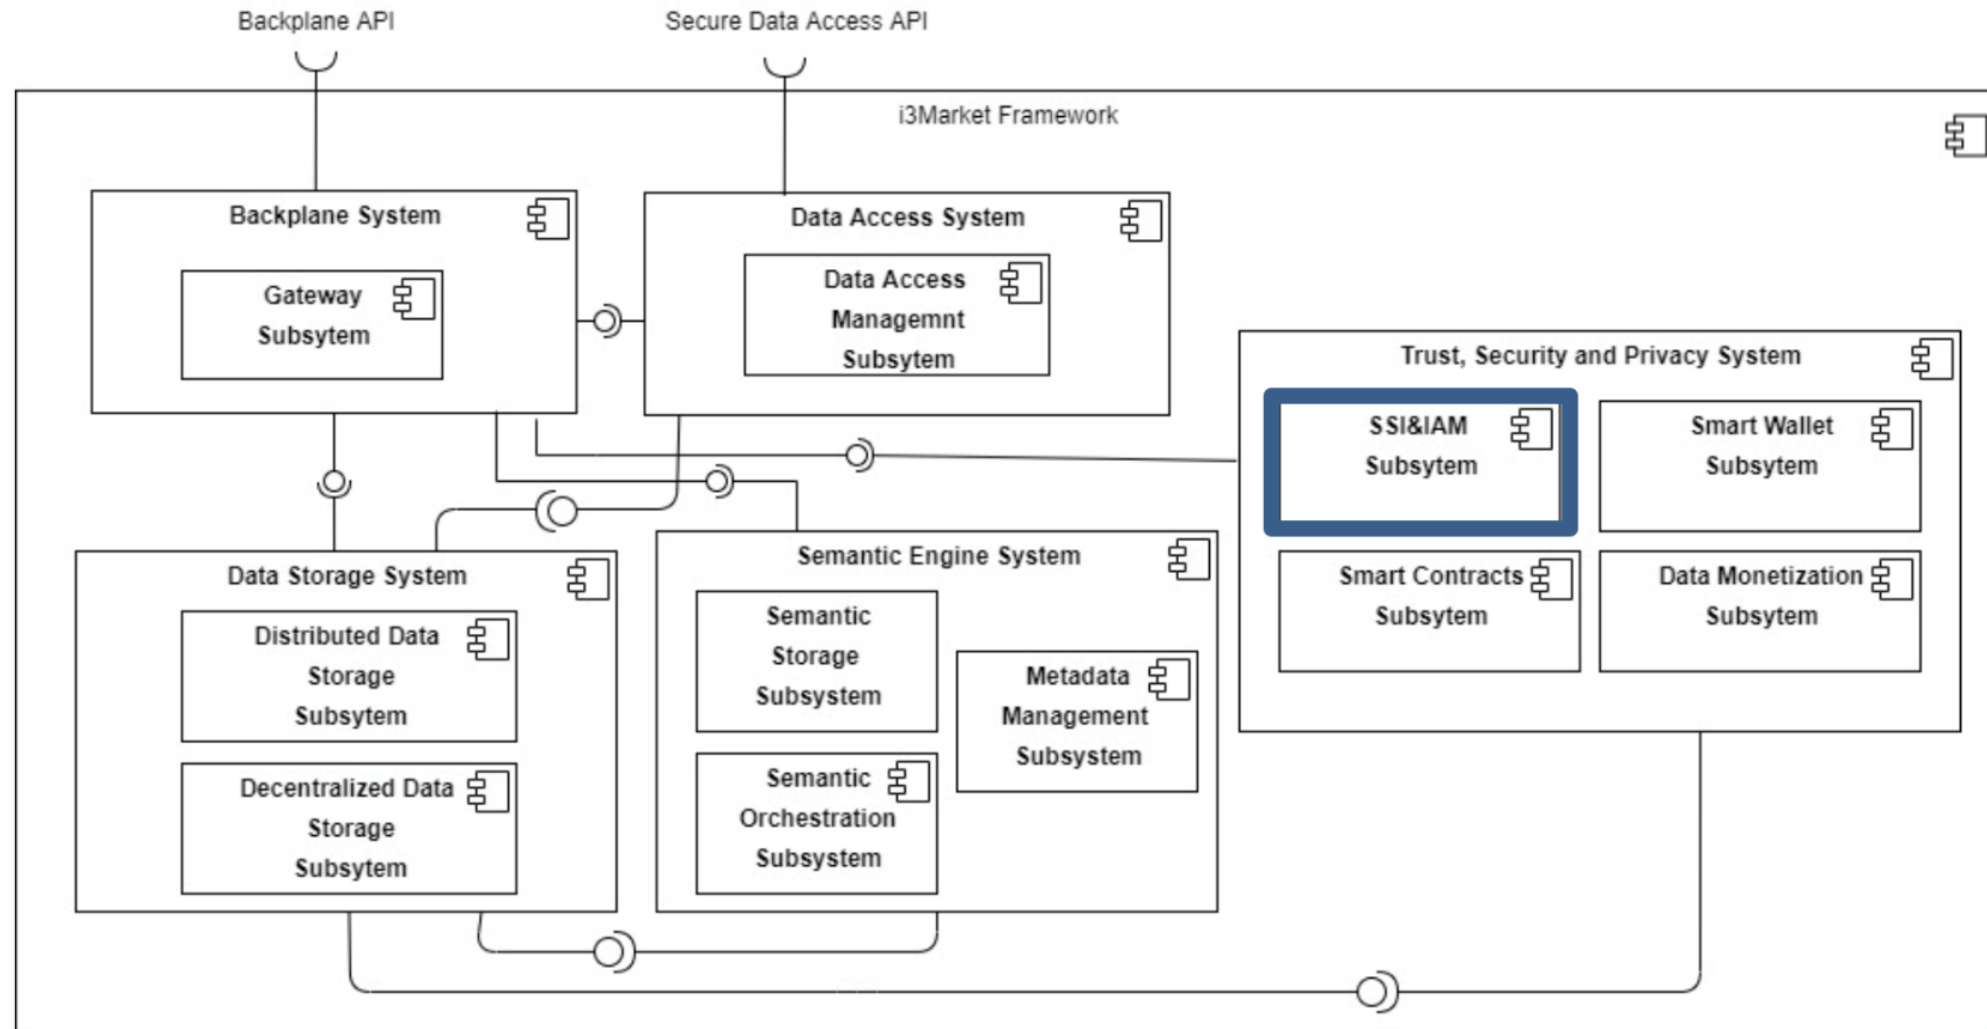 Backplane API
Secure Data Access API
i3Market Framework
Backplane System
Gateway
Subsytem
Data Access System
Data Access
Managemnt
Subsytem
Trust, Security and Privacy System
SSI&IAM
Subsytem
Smart Wallet
Subsytem
Smart Contracts
Subsytem
Data Monetization
Subsytem
Data Storage System
Distributed Data
Storage
Subsytem
Decentralized Data
Storage
Subsytem
Semantic Engine System
Semantic
Storage
Subsystem
Metadata
Management
Subsystem
Semantic
Orchestration
Subsystem